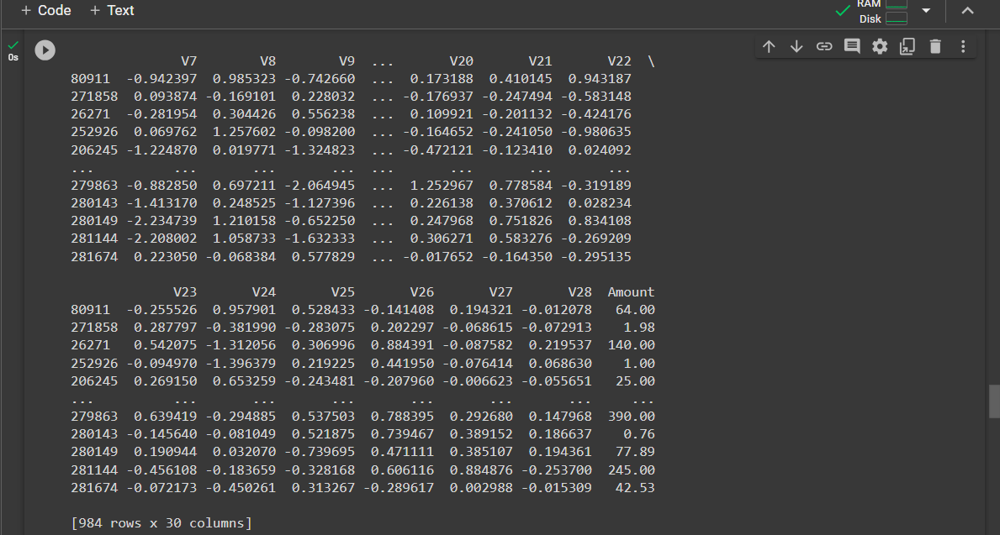 + Code + Text
RAM
Disk
0s
V7 V8 V9 ... V20 V21 V22 \
80911 -0.942397 0.985323 -0.742660 ... 0.173188 0.410145 0.943187
271858 0.093874 -0.169101 0.228032 ... -0.176937 -0.247494 -0.583148
26271 -0.281954 0.304426 0.556238 ... 0.109921 -0.201132 -0.424176
252926 0.069762 1.257602 -0.098200 ... -0.164652 -0.241050 -0.980635
206245 -1.224870 0.019771 -1.324823 ... -0.472121 -0.123410 0.024092
... ... ... ... ... ... ... ...
279863 -0.882850 0.697211 -2.064945 ... 1.252967 0.778584 -0.319189
280143 -1.413170 0.248525 -1.127396 ... 0.226138 0.370612 0.028234
280149 -2.234739 1.210158 -0.652250 ... 0.247968 0.751826 0.834108
281144 -2.208002 1.058733 -1.632333 ... 0.306271 0.583276 -0.269209
281674 0.223050 -0.068384 0.577829 ... -0.017652 -0.164350 -0.295135
V23 V24 V25 V26 V27 V28 Amount
80911 -0.255526 0.957901 0.528433 -0.141408 0.194321 -0.012078 64.00
271858 0.287797 -0.381990 -0.283075 0.202297 -0.068615 -0.072913 1.98
26271 0.542075 -1.312056 0.306996 0.884391 -0.087582 0.219537 140.00
252926 -0.094970 -1.396379 0.219225 0.441950 -0.076414 0.068630 1.00
206245 0.269150 0.653259 -0.243481 -0.207960 -0.006623 -0.055651 25.00
... ... ... ... ... ... ... ...
279863 0.639419 -0.294885 0.537503 0.788395 0.292680 0.147968 390.00
280143 -0.145640 -0.081049 0.521875 0.739467 0.389152 0.186637 0.76
280149 0.190944 0.032070 -0.739695 0.471111 0.385107 0.194361 77.89
281144 -0.456108 -0.183659 -0.328168 0.606116 0.884876 -0.253700 245.00
281674 -0.072173 -0.450261 0.313267 -0.289617 0.002988 -0.015309 42.53
[984 rows x 30 columns]